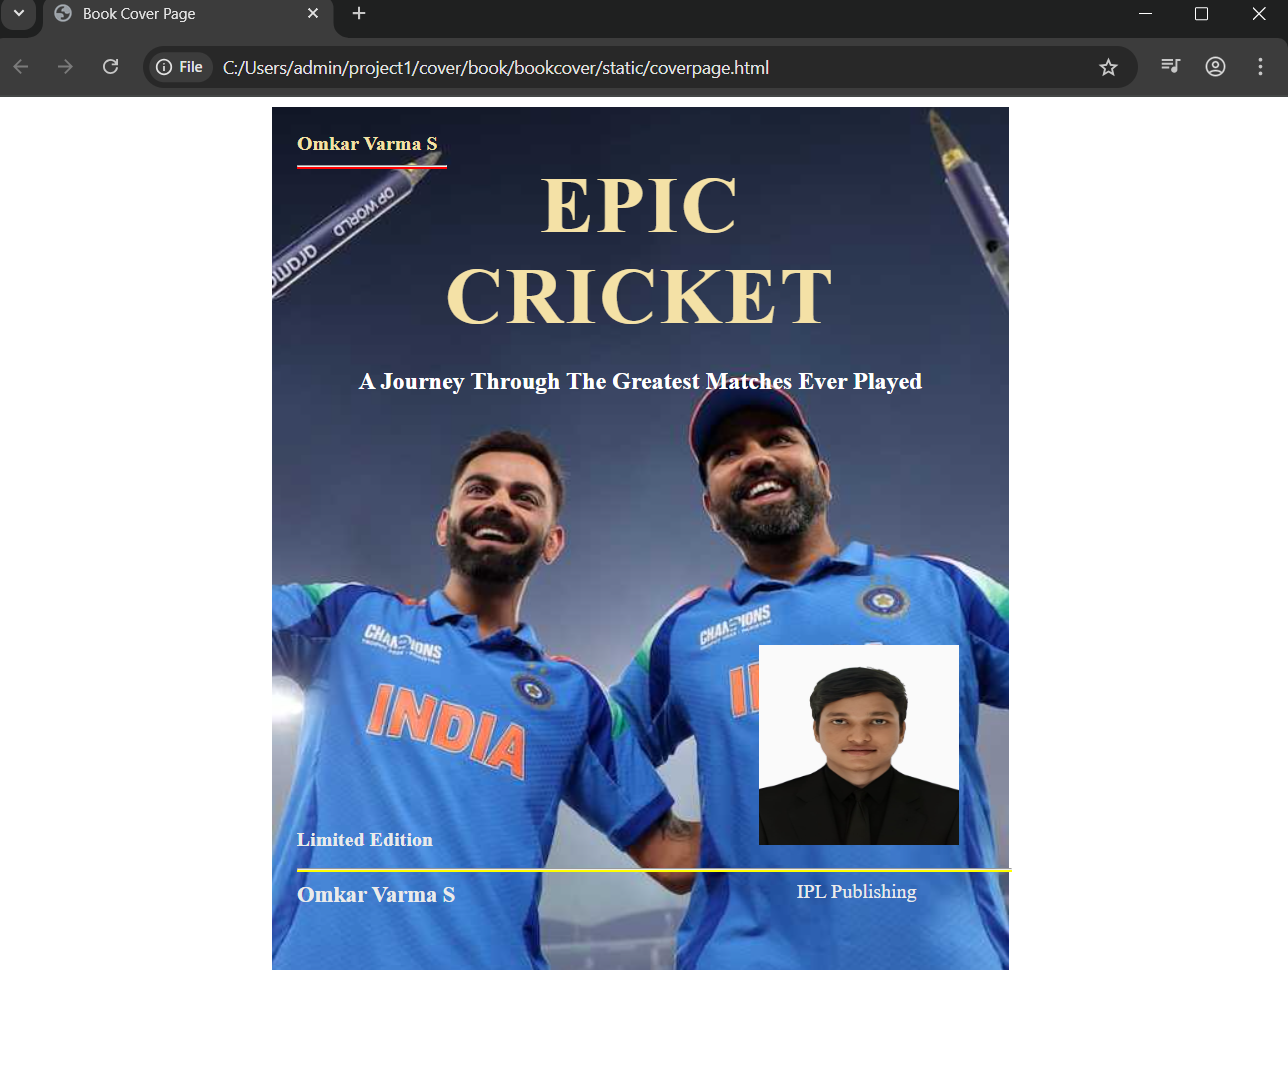 Book Cover Page
File
C:/Users/admin/project1/cover/book/bookcover/static/coverpage.html
Omkar Varma S
DP WORLD
aramc
EPIC
CRICKET
A Journey Through The Greatest Matches Ever Played
CHAMPIONS
CHAMPIONS
INDIA
Limited Edition
Omkar Varma S
IPL Publishing